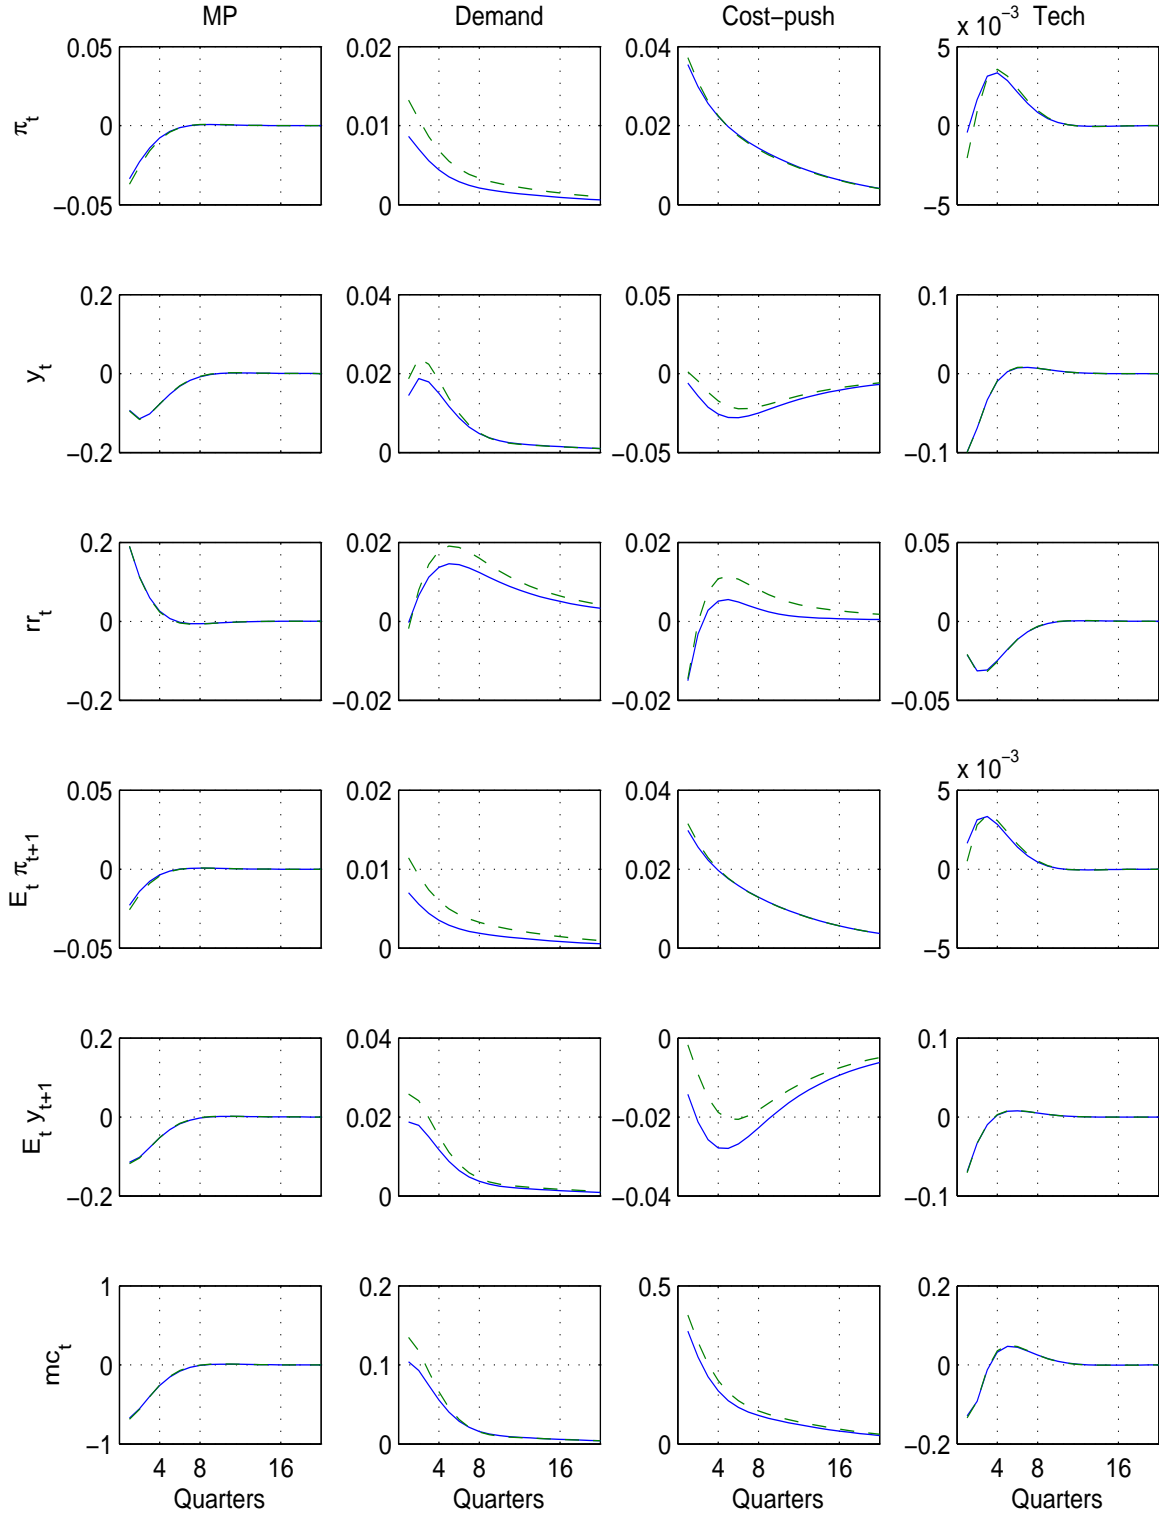 MP Demand Cost-push Tech
x 10^-3
0.05 0.02 0.04 5
π_t 0 0.01 0.02 0
-0.05 0 0 -5
0.2 0.04 0.05 0.1
y_t 0 0.02 0 0
-0.2 0 -0.05 -0.1
0.2 0.02 0.02 0.05
rr_t 0 0 0 0
-0.2 -0.02 -0.02 -0.05
x 10^-3
0.05 0.02 0.04 5
E_t π_{t+1} 0 0.01 0.02 0
-0.05 0 0 -5
0.2 0.04 0 0.1
E_t y_{t+1} 0 0.02 -0.02 0
-0.2 0 -0.04 -0.1
1 0.2 0.5 0.2
mc_t 0 0.1 0
-1 0 0 -0.2
4 8 16 4 8 16 4 8 16 4 8 16
Quarters Quarters Quarters Quarters